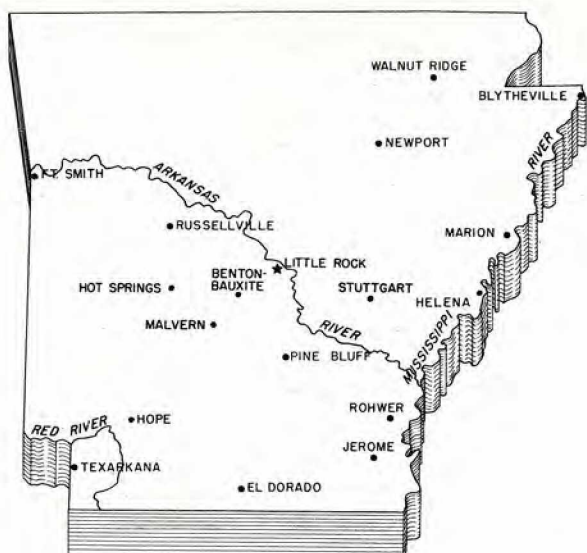 WALNUT RIDGE
BLYTHEVILLE
NEWPORT
RIVER
FT. SMITH
ARKANSAS
RUSSELLVILLE
MARION
LITTLE ROCK
BENTON-
BAUXITE
HOT SPRINGS
STUTTGART
HELENA
MALVERN
RIVER
MISSISSIPPI
PINE BLUFF
HOPE
ROHWER
RED RIVER
JEROME
TEXARKANA
EL DORADO